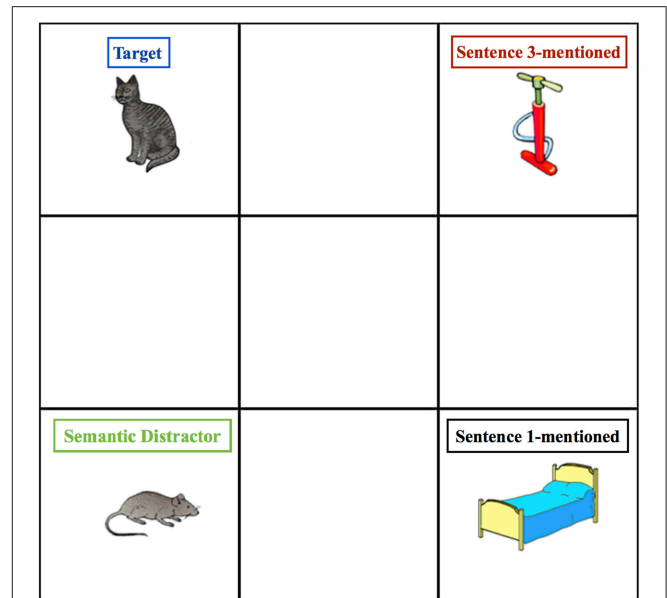 Target
Sentence 3-mentioned
Semantic Distractor
Sentence 1-mentioned